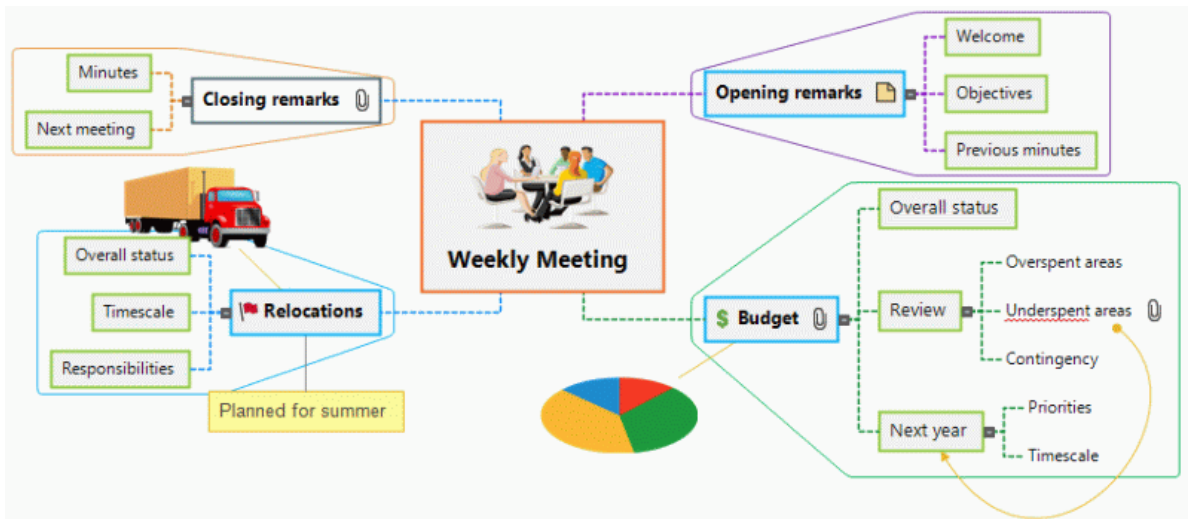 Weekly Meeting
Opening remarks
Welcome
Objectives
Previous minutes
$ Budget
Overall status
Review
Overspent areas
Underspent areas
Contingency
Next year
Priorities
Timescale
Relocations
Overall status
Timescale
Responsibilities
Planned for summer
Closing remarks
Minutes
Next meeting